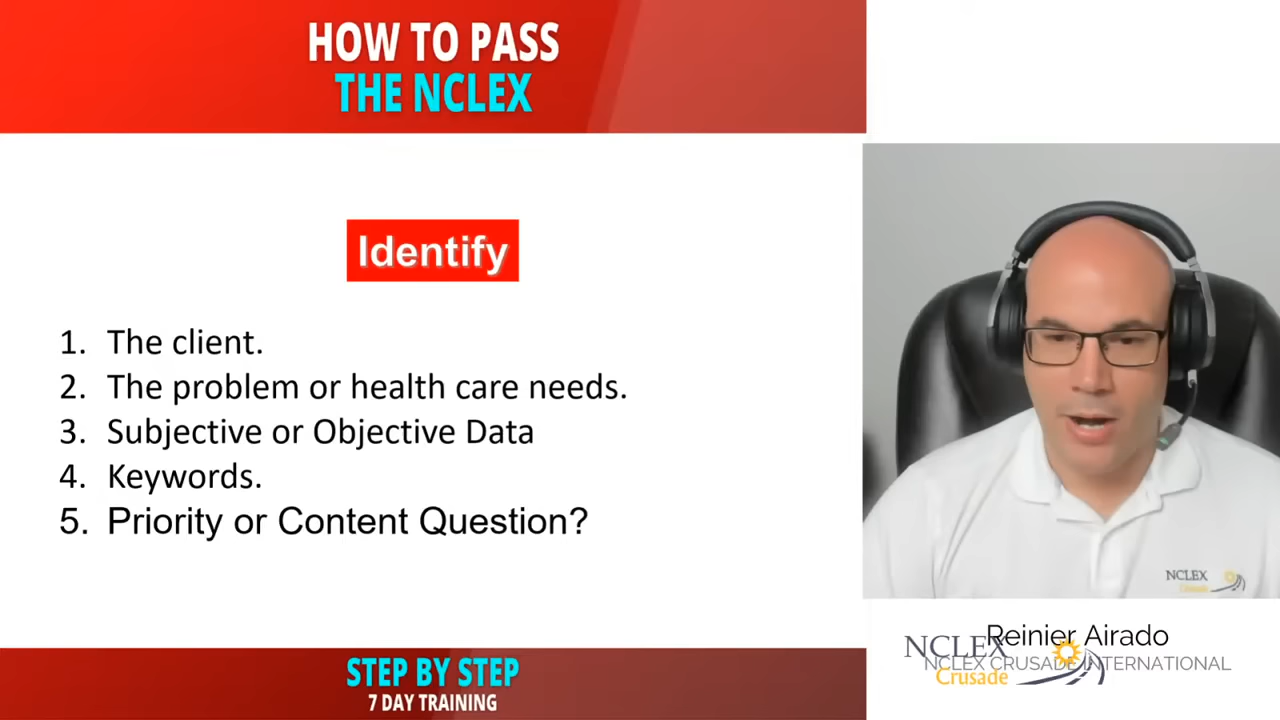 HOW TO PASS
THE NCLEX
Identify
1. The client.
2. The problem or health care needs.
3. Subjective or Objective Data
4. Keywords.
5. Priority or Content Question?
STEP BY STEP
7 DAY TRAINING
NCLEX
Crusade
Reinier Airado
NCLEX CRUSADE INTERNATIONAL
NCLEX
Crusade